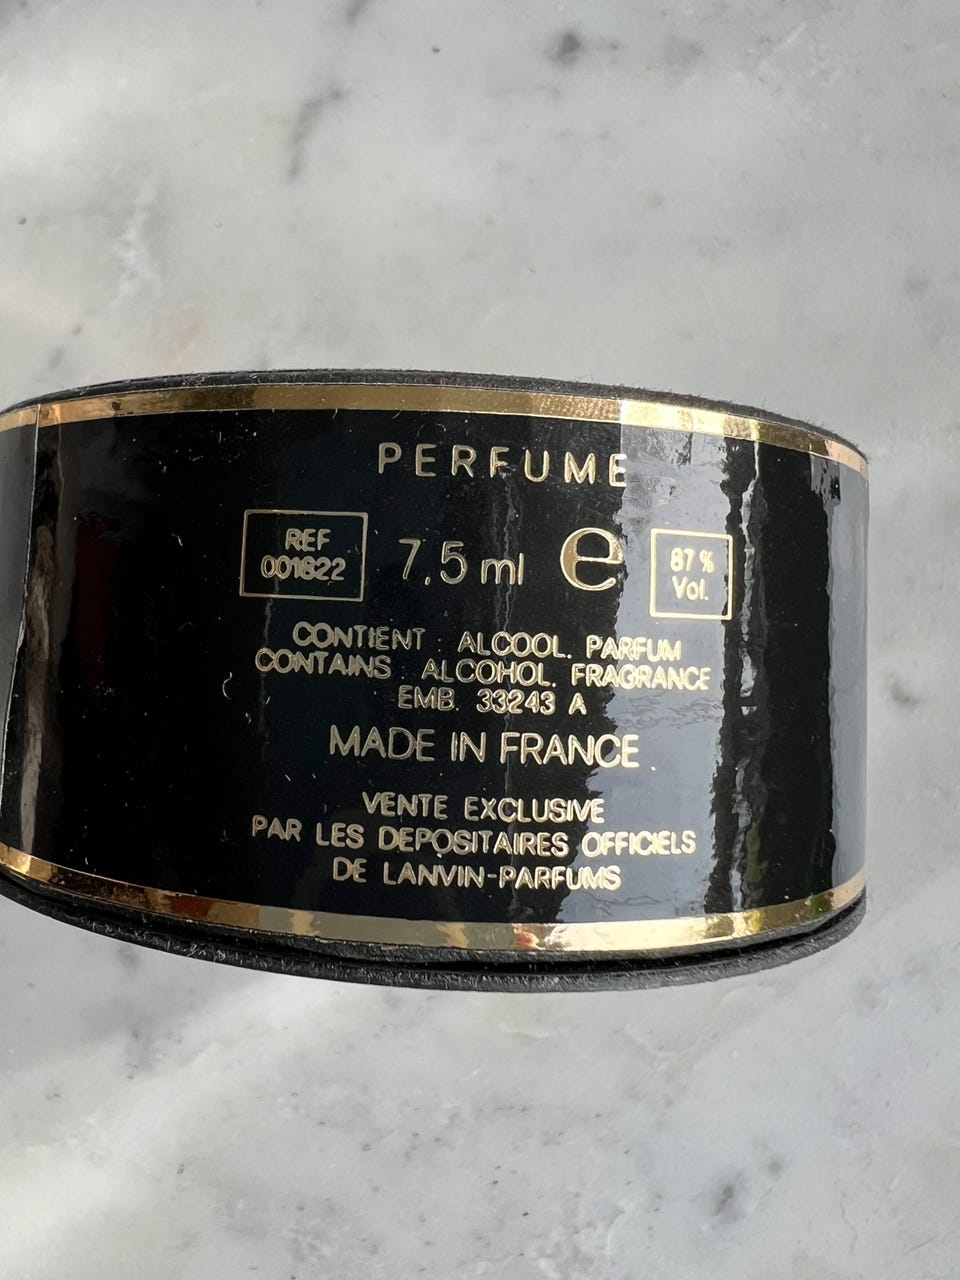 PERFUME
REF
001622
7,5 ml e
87 %
Vol.
CONTIENT : ALCOOL. PARFUM
CONTAINS : ALCOHOL. FRAGRANCE
EMB. 33243 A
MADE IN FRANCE
VENTE EXCLUSIVE
PAR LES DEPOSITAIRES OFFICIELS
DE LANVIN-PARFUMS